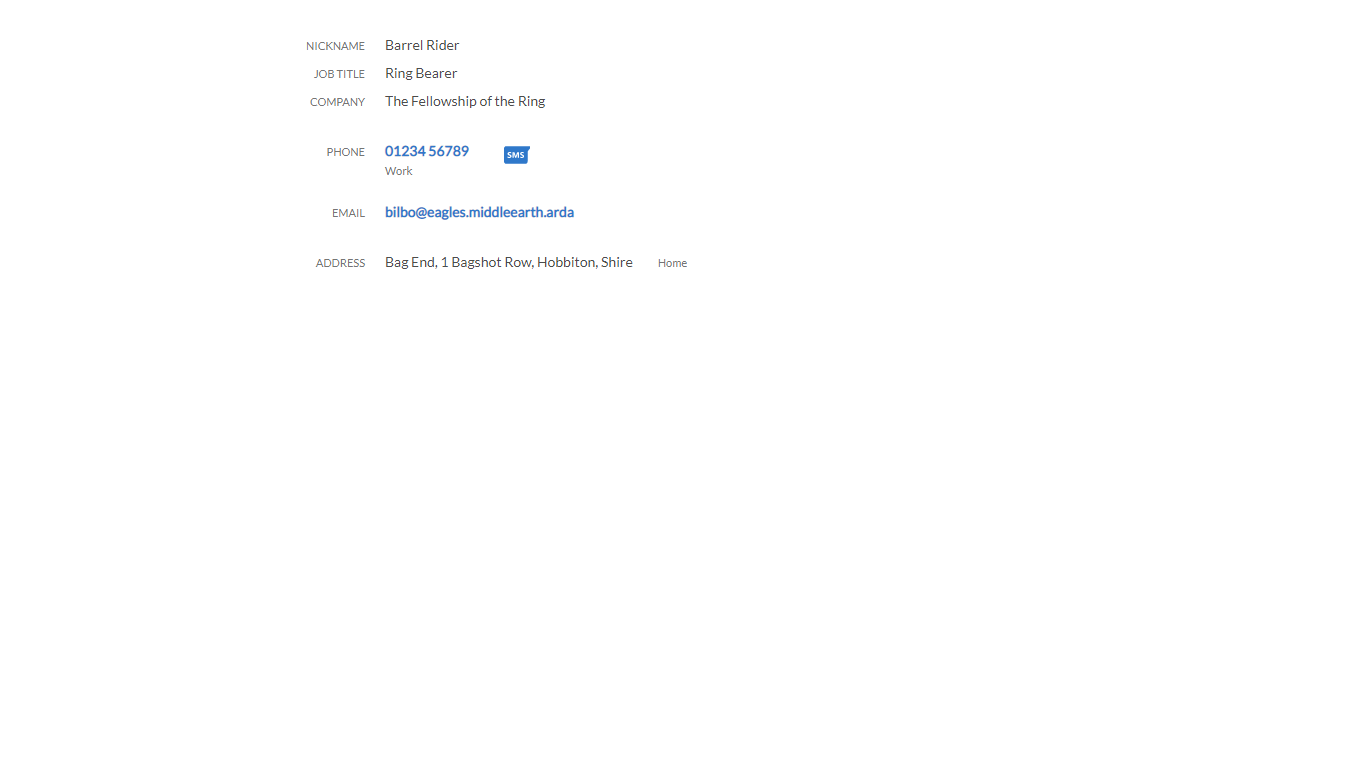 NICKNAME Barrel Rider
JOB TITLE Ring Bearer
COMPANY The Fellowship of the Ring
PHONE 01234 56789 SMS
Work
EMAIL bilbo@eagles.middleearth.arda
ADDRESS Bag End, 1 Bagshot Row, Hobbiton, Shire Home